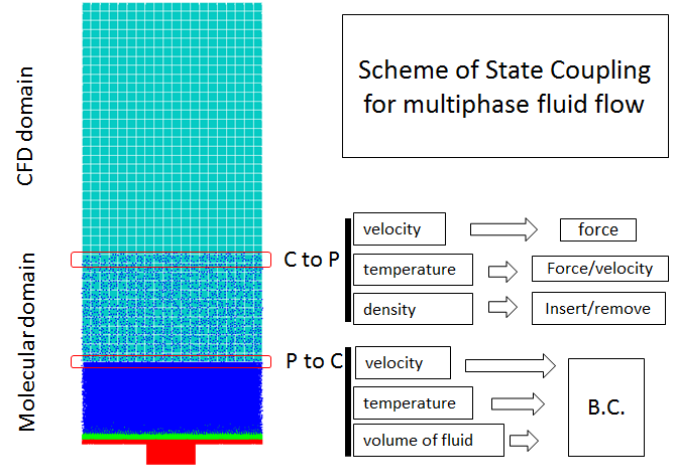 Scheme of State Coupling
for multiphase fluid flow
CFD domain
Molecular domain
C to P
velocity
force
temperature
Force/velocity
density
Insert/remove
P to C
velocity
temperature
volume of fluid
B.C.